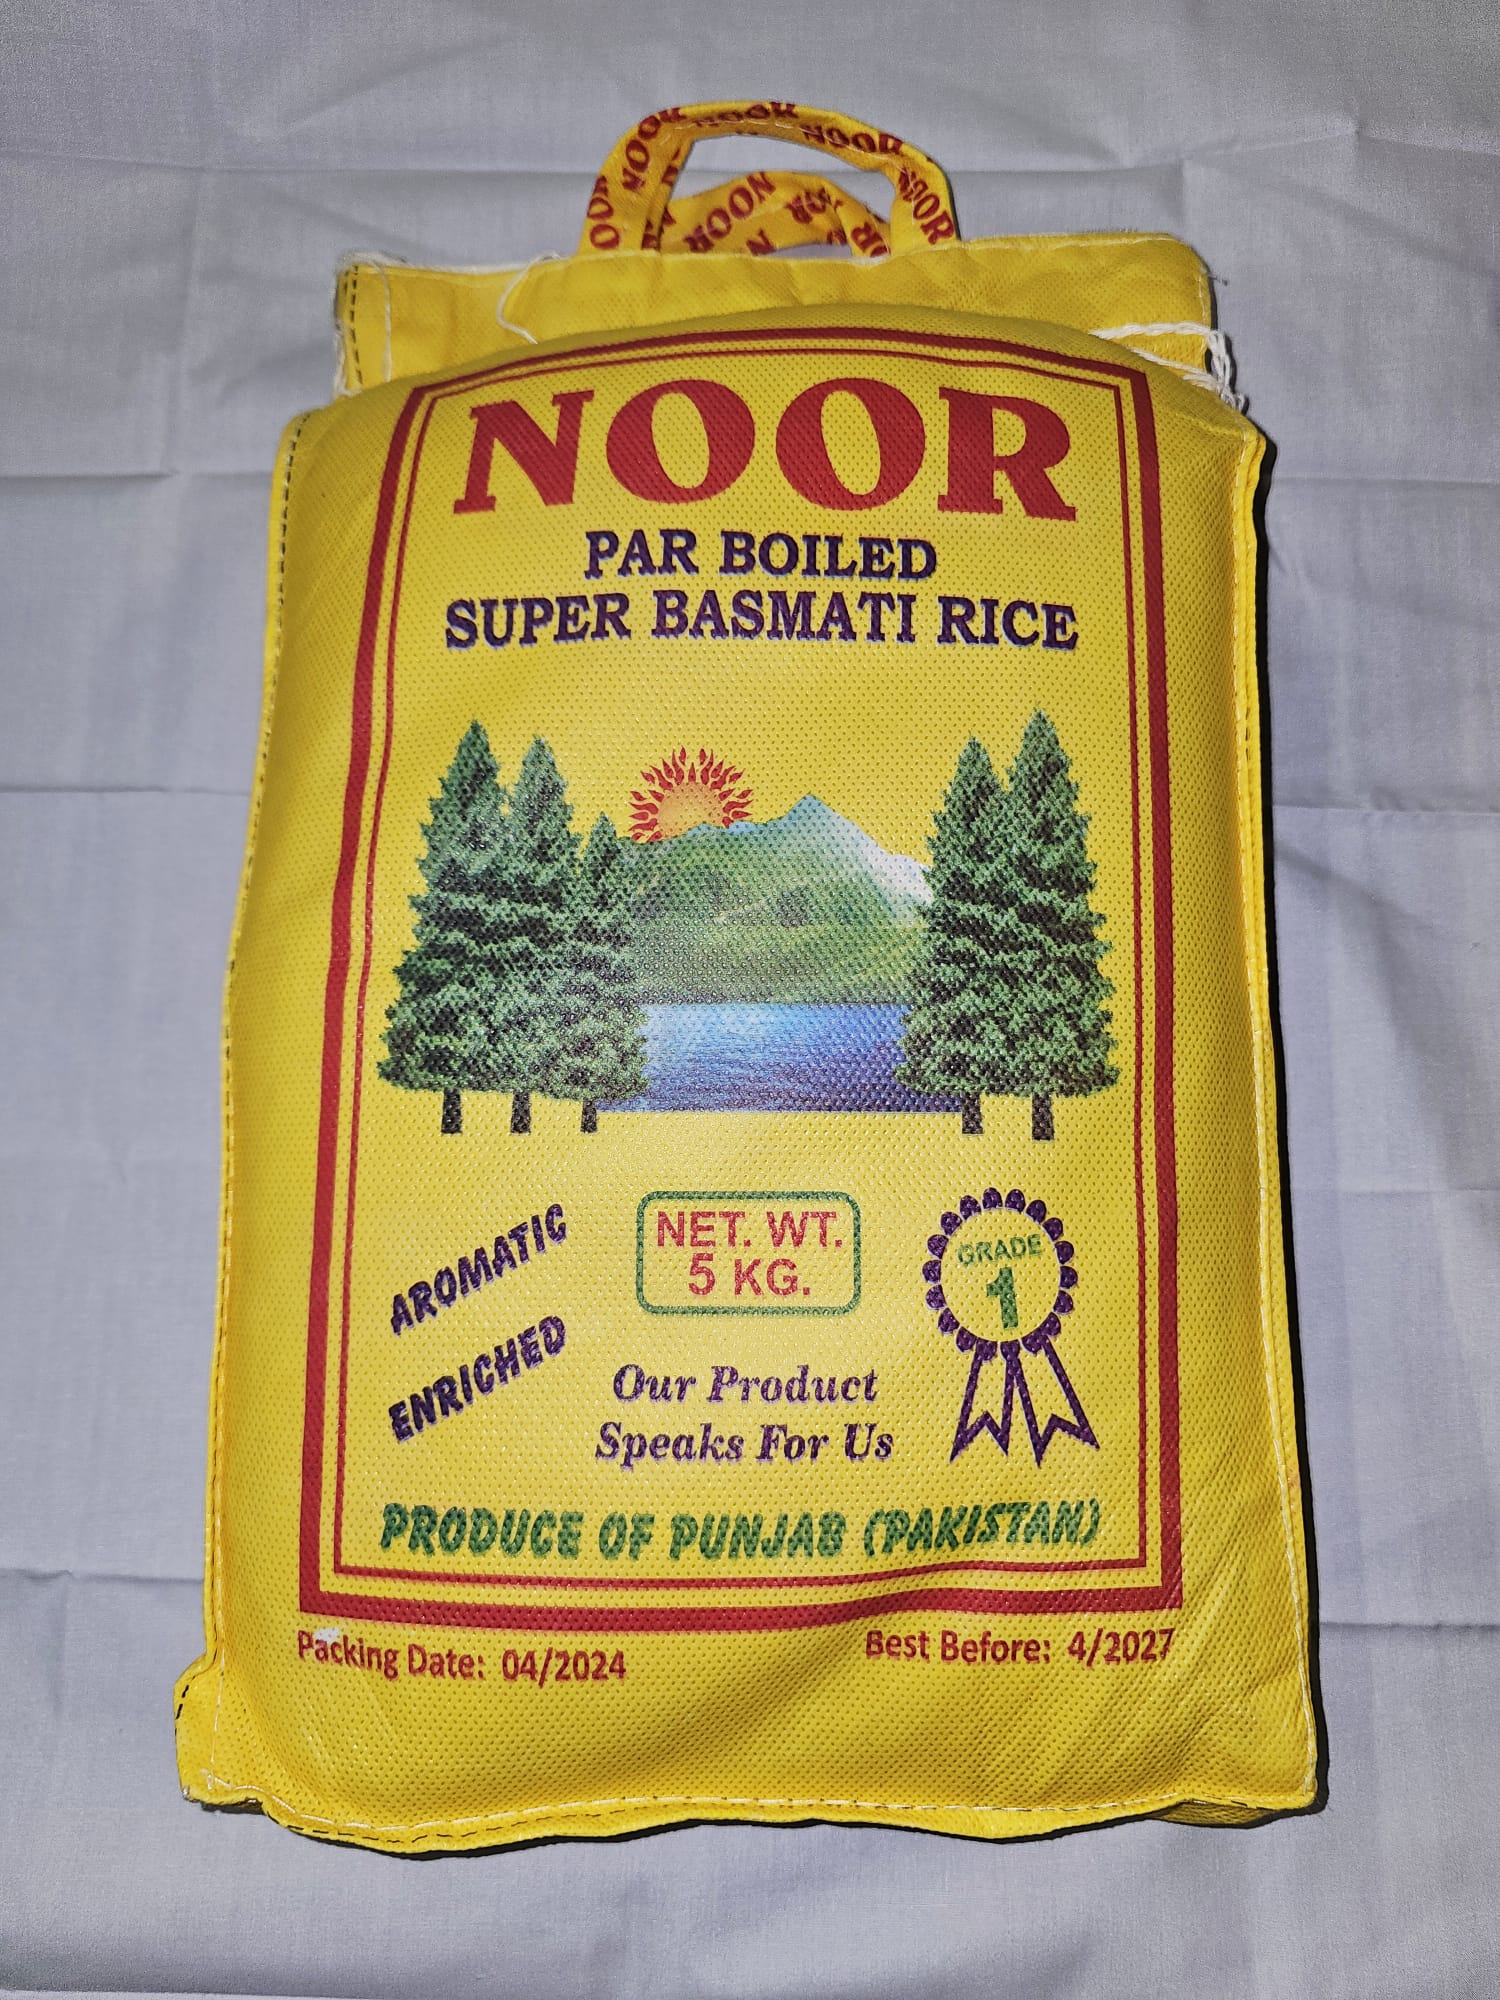 NOOR
PAR BOILED
SUPER BASMATI RICE
AROMATIC
ENRICHED
NET. WT.
5 KG.
GRADE
1
Our Product
Speaks For Us
PRODUCE OF PUNJAB (PAKISTAN)
Packing Date: 04/2024
Best Before: 4/2027